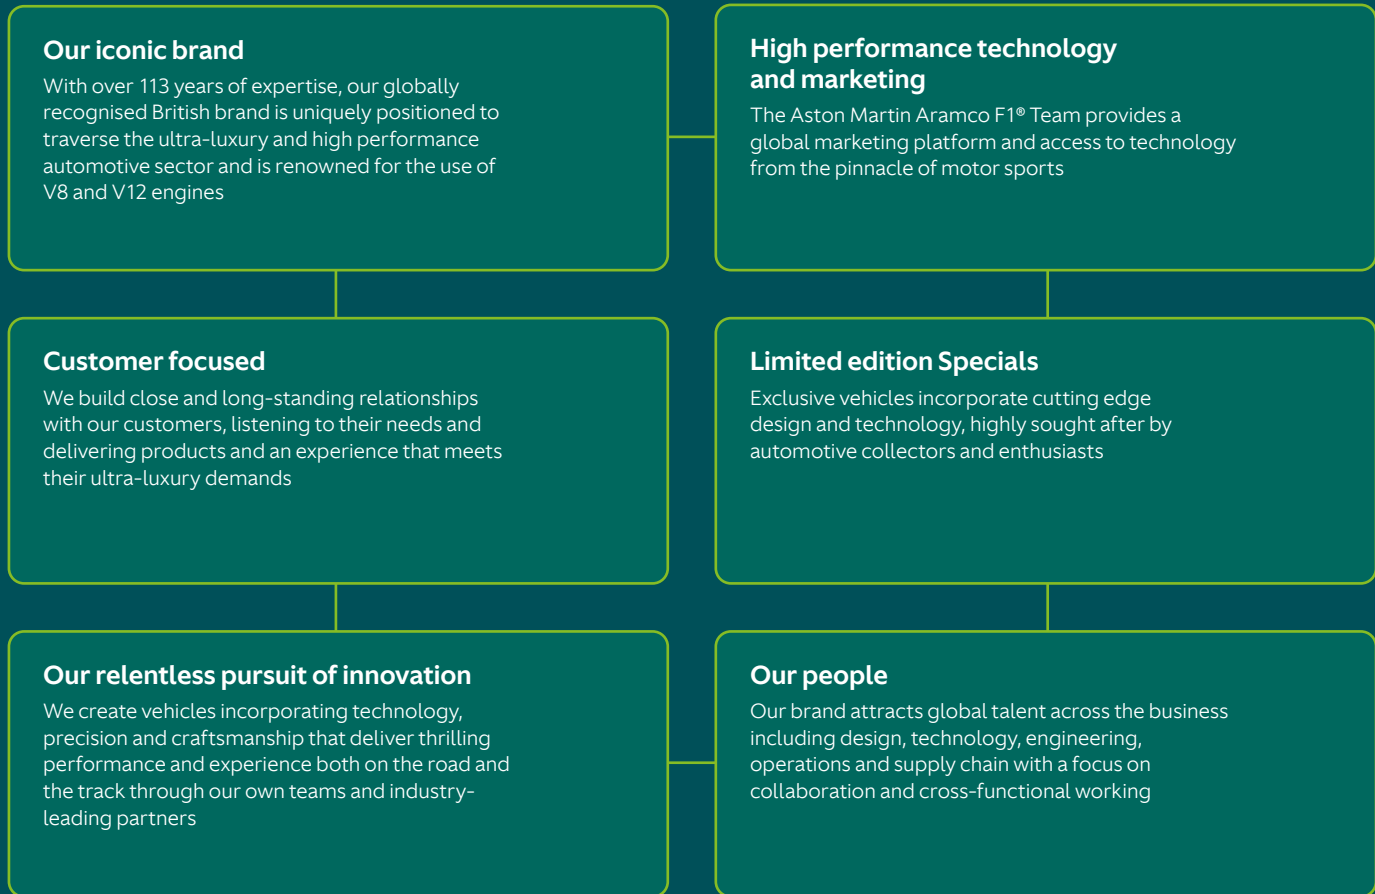 Our iconic brand
With over 113 years of expertise, our globally
recognised British brand is uniquely positioned to
traverse the ultra-luxury and high performance
automotive sector and is renowned for the use of
V8 and V12 engines
High performance technology
and marketing
The Aston Martin Aramco F1® Team provides a
global marketing platform and access to technology
from the pinnacle of motor sports
Customer focused
We build close and long-standing relationships
with our customers, listening to their needs and
delivering products and an experience that meets
their ultra-luxury demands
Limited edition Specials
Exclusive vehicles incorporate cutting edge
design and technology, highly sought after by
automotive collectors and enthusiasts
Our relentless pursuit of innovation
We create vehicles incorporating technology,
precision and craftsmanship that deliver thrilling
performance and experience both on the road and
the track through our own teams and industry-
leading partners
Our people
Our brand attracts global talent across the business
including design, technology, engineering,
operations and supply chain with a focus on
collaboration and cross-functional working